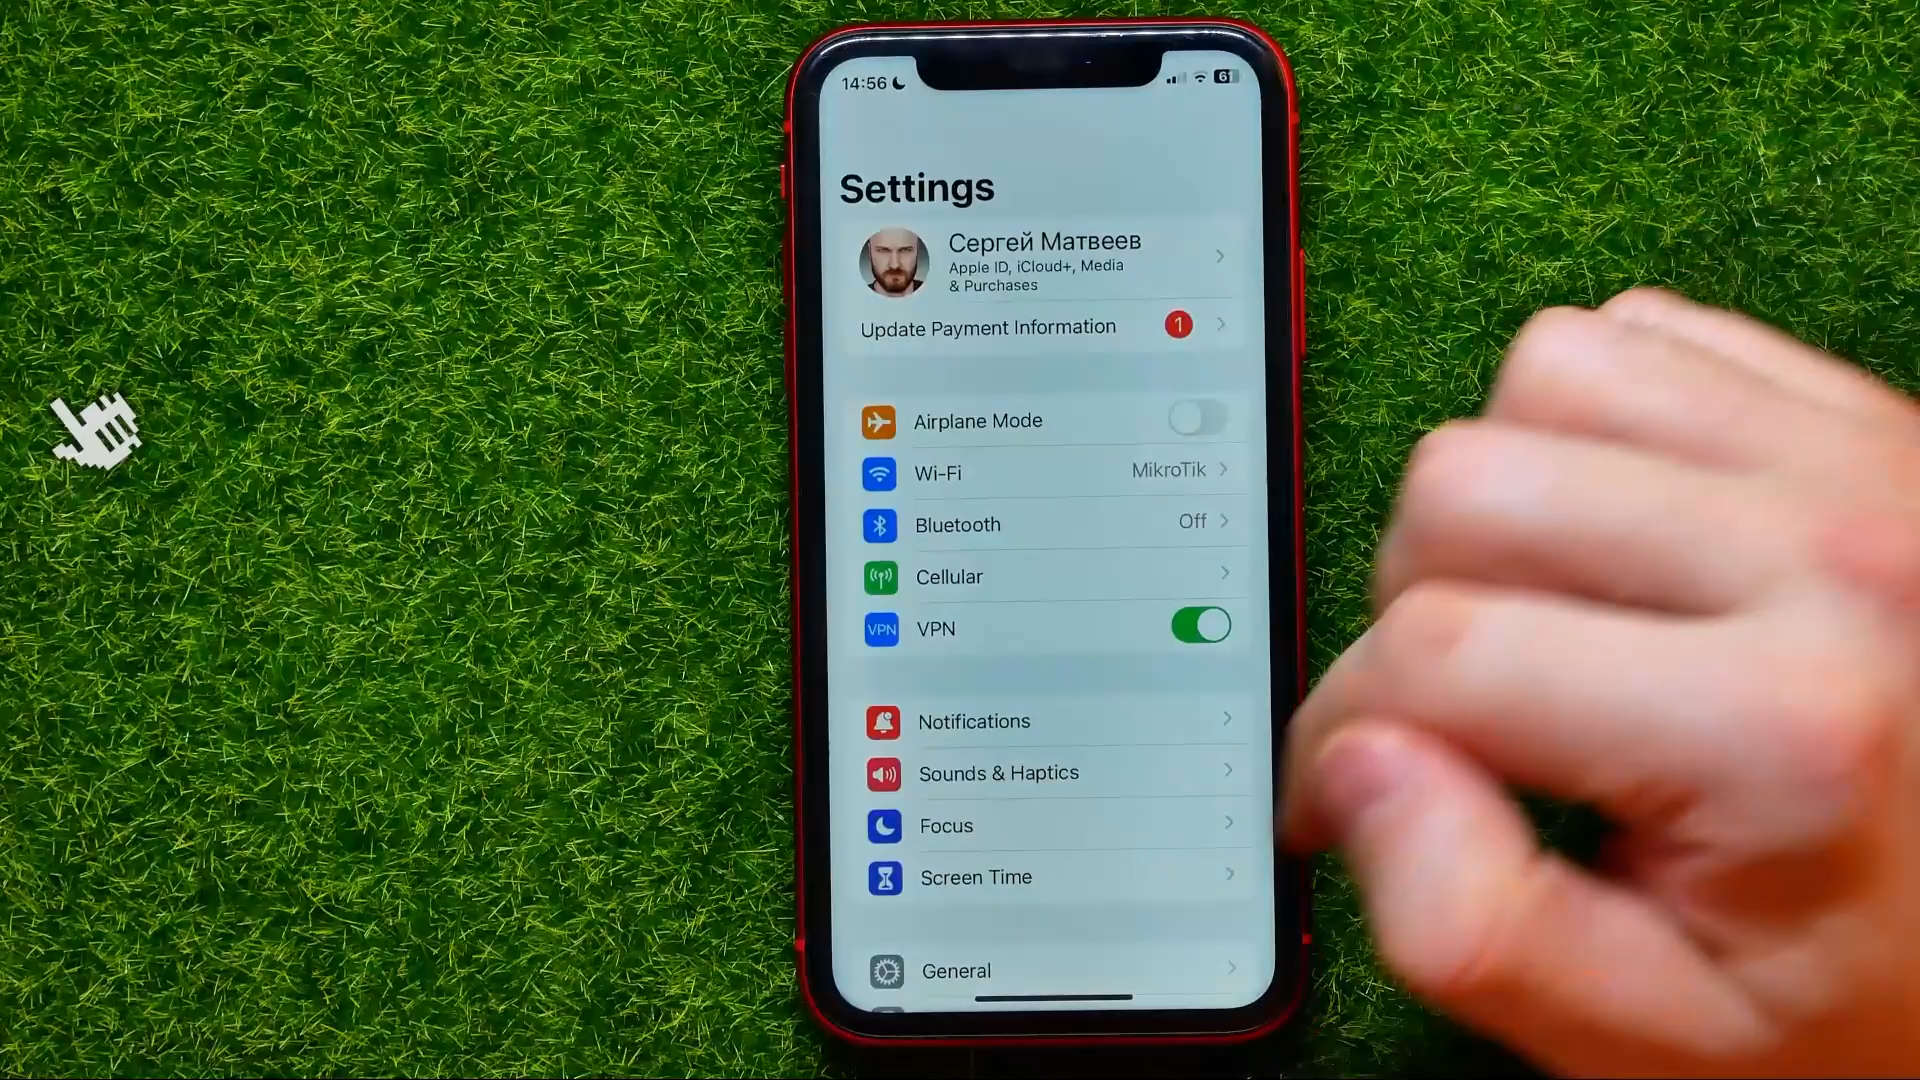 14:56
61
Settings
Сергей Матвеев
Apple ID, iCloud+, Media
& Purchases
Update Payment Information 1
Airplane Mode
Wi-Fi MikroTik
Bluetooth Off
Cellular
VPN VPN
Notifications
Sounds & Haptics
Focus
Screen Time
General